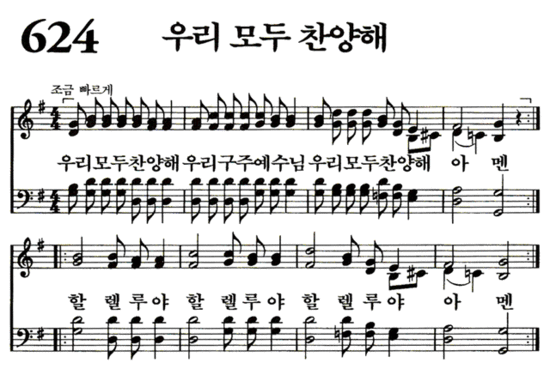 624 우리 모두 찬양해
조금 빠르게
우리모두찬양해 우리구주예수님 우리모두찬양해 아 멘
할 렐 루 야 할 렐 루 야 할 렐 루 야 아 멘